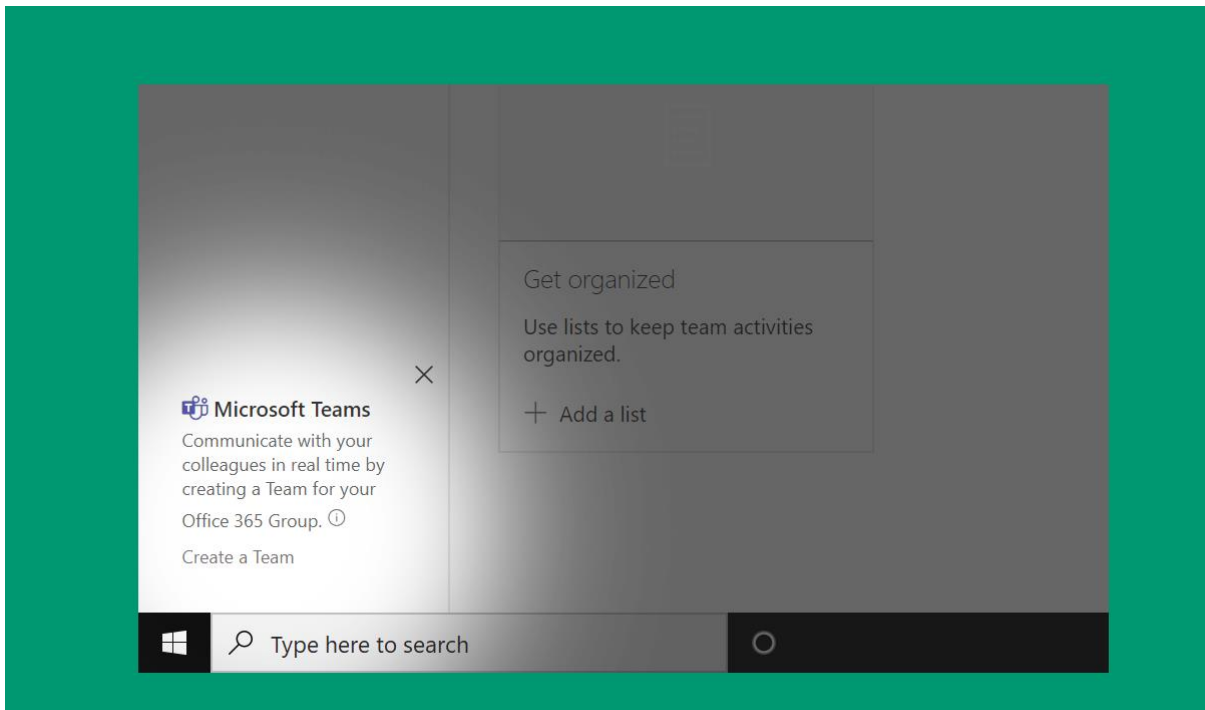 Get organized
Use lists to keep team activities
organized.
Add a list
Microsoft Teams
Communicate with your
colleagues in real time by
creating a Team for your
Office 365 Group.
Create a Team
Type here to search